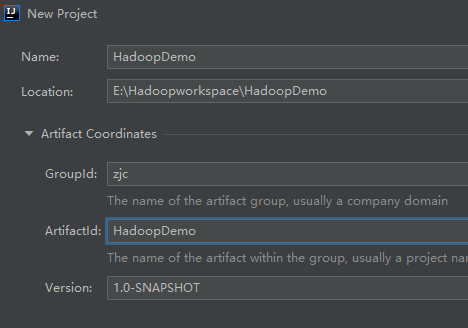 IJ New Project
Name: HadoopDemo
Location: E:\Hadoopworkspace\HadoopDemo
Artifact Coordinates
GroupId: zjc
The name of the artifact group, usually a company domain
ArtifactId: HadoopDemo
The name of the artifact within the group, usually a project
Version: 1.0-SNAPSHOT